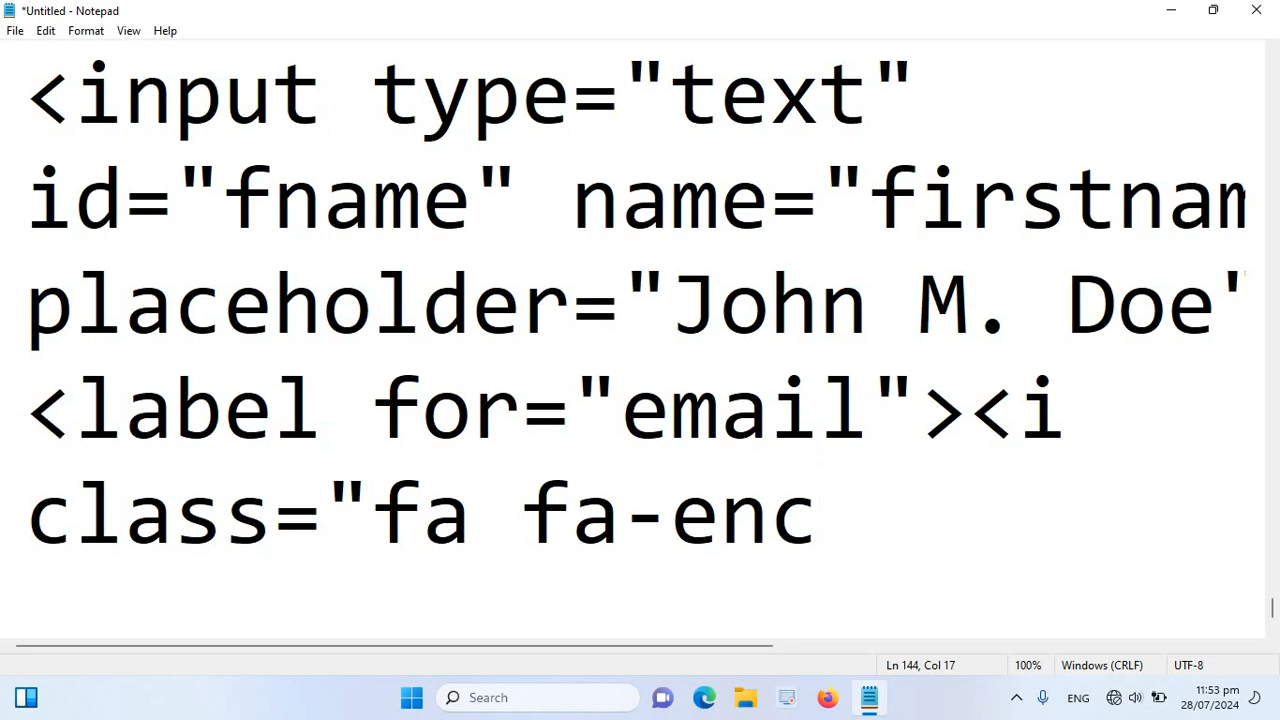 *Untitled - Notepad
File Edit Format View Help
<input type="text"
id="fname" name="firstnam
placeholder="John M. Doe"
<label for="email"><i
class="fa fa-enc
Ln 144, Col 17 100% Windows (CRLF) UTF-8
Search ENG 11:53 pm
28/07/2024